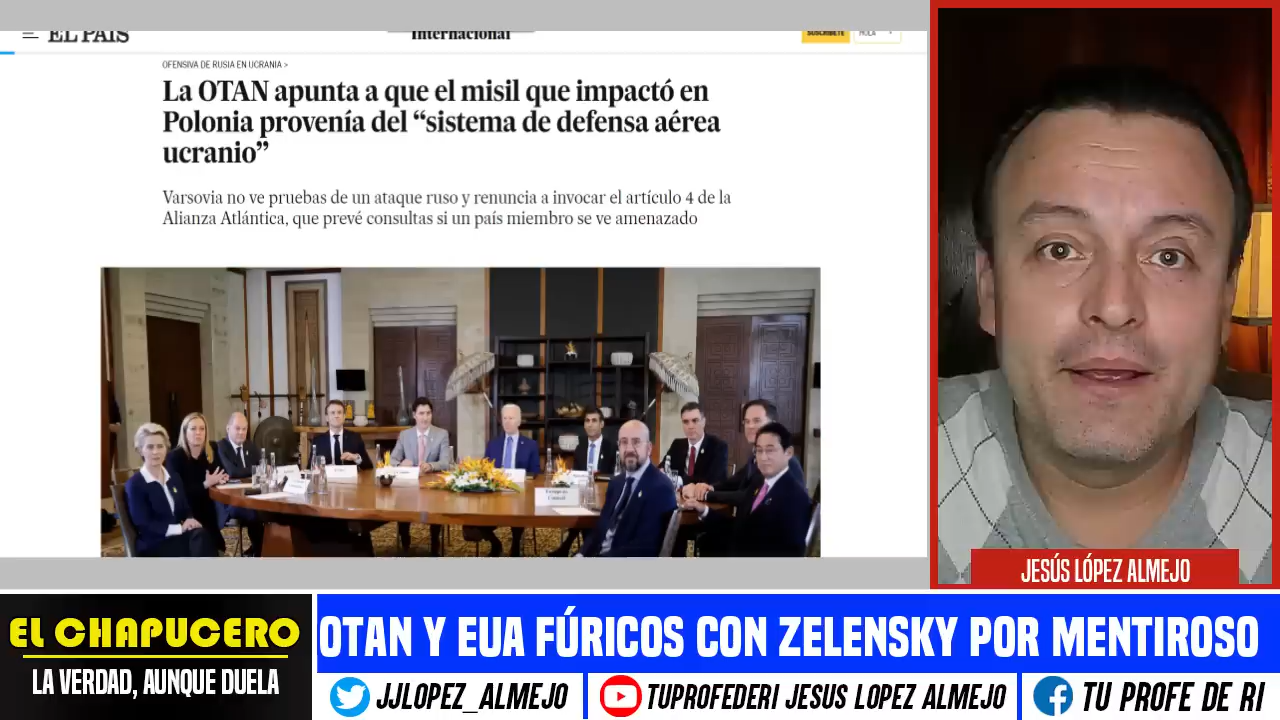 EL PAÍS
Internacional
SUSCRÍBETE
HOLA
OFENSIVA DE RUSIA EN UCRANIA >
La OTAN apunta a que el misil que impactó en
Polonia provenía del “sistema de defensa aérea
ucranio”
Varsovia no ve pruebas de un ataque ruso y renuncia a invocar el artículo 4 de la
Alianza Atlántica, que prevé consultas si un país miembro se ve amenazado
European
Council
JESÚS LÓPEZ ALMEJO
EL CHAPUCERO
LA VERDAD, AUNQUE DUELA
OTAN Y EUA FÚRICOS CON ZELENSKY POR MENTIROSO
JJLOPEZ_ALMEJO
TUPROFEDERI JESUS LOPEZ ALMEJO
TU PROFE DE RI